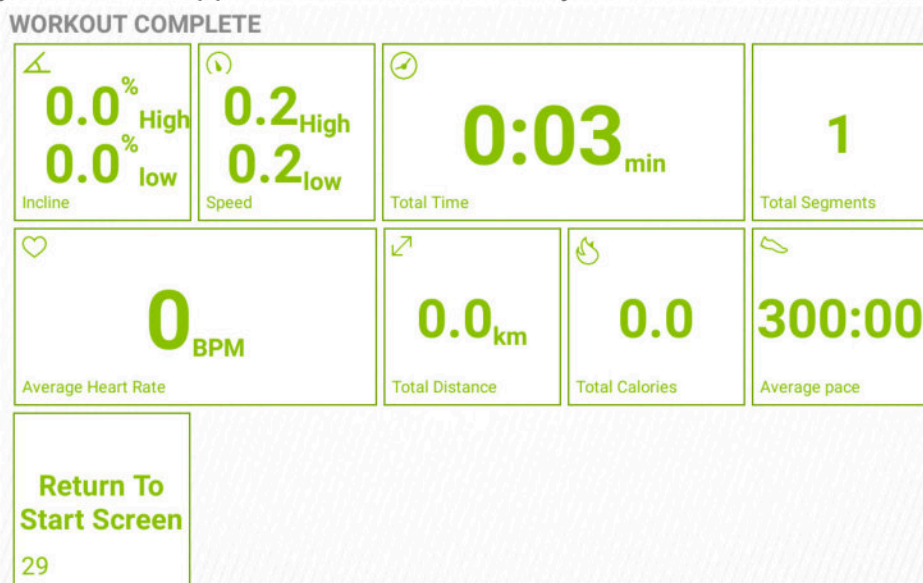 WORKOUT COMPLETE
0.0% High
0.0% low
Incline
0.2 High
0.2 low
Speed
0:03 min
Total Time
1
Total Segments
0 BPM
Average Heart Rate
0.0 km
Total Distance
0.0
Total Calories
300:00
Average pace
Return To
Start Screen
29